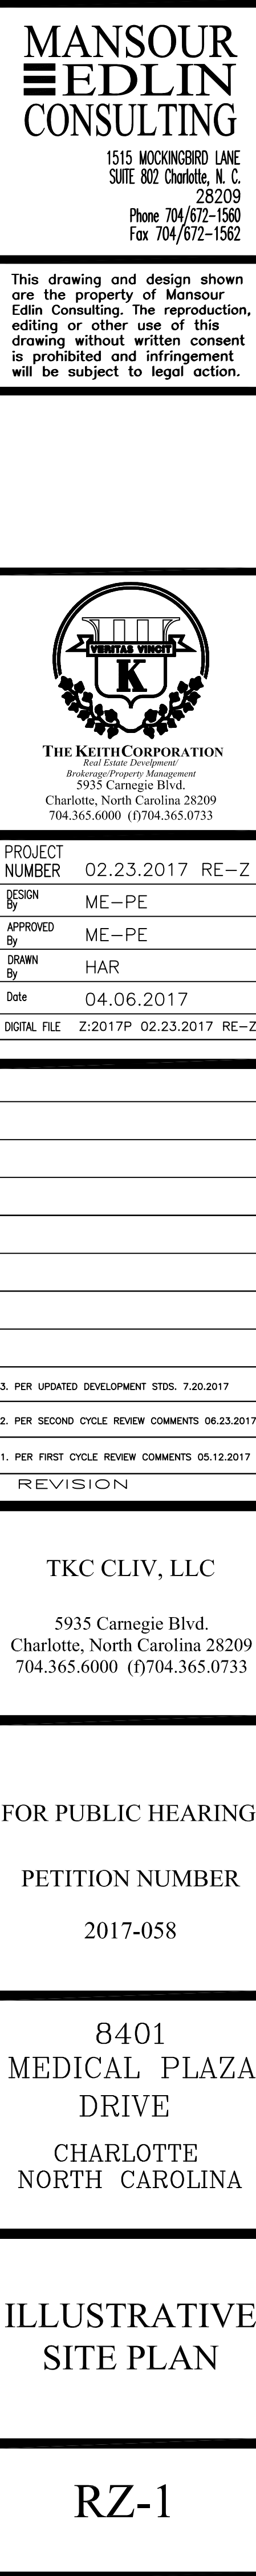 MANSOUR
EDLIN
CONSULTING
1515 MOCKINGBIRD LANE
SUITE 802 Charlotte, N. C.
28209
Phone 704/672-1560
Fax 704/672-1562
This drawing and design shown
are the property of Mansour
Edlin Consulting. The reproduction,
editing or other use of this
drawing without written consent
is prohibited and infringement
will be subject to legal action.
VERITAS VINCIT
K
THE KEITH CORPORATION
Real Estate Develpment/
Brokerage/Property Management
5935 Carnegie Blvd.
Charlotte, North Carolina 28209
704.365.6000 (f)704.365.0733
PROJECT
NUMBER 02.23.2017 RE-Z
DESIGN
By ME-PE
APPROVED
By ME-PE
DRAWN
By HAR
Date 04.06.2017
DIGITAL FILE Z:2017P 02.23.2017 RE-Z
3. PER UPDATED DEVELOPMENT STDS. 7.20.2017
2. PER SECOND CYCLE REVIEW COMMENTS 06.23.2017
1. PER FIRST CYCLE REVIEW COMMENTS 05.12.2017
REVISION
TKC CLIV, LLC
5935 Carnegie Blvd.
Charlotte, North Carolina 28209
704.365.6000 (f)704.365.0733
FOR PUBLIC HEARING
PETITION NUMBER
2017-058
8401
MEDICAL PLAZA
DRIVE
CHARLOTTE
NORTH CAROLINA
ILLUSTRATIVE
SITE PLAN
RZ-1